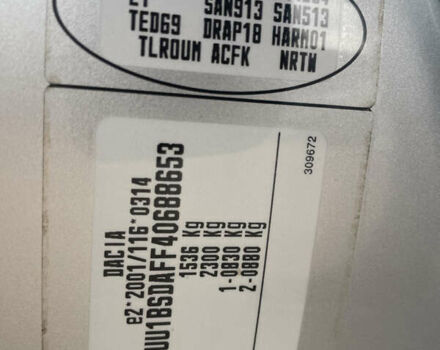 SAN913 SAN513
TED69 DRAP18 HARM01
TLROUM ACFK NRTW
DACIA
e2*2001/116*0314
UU1BSDAFF40688653
1536 Kg
2300 Kg
1-0830 Kg
2-0880 Kg
309672